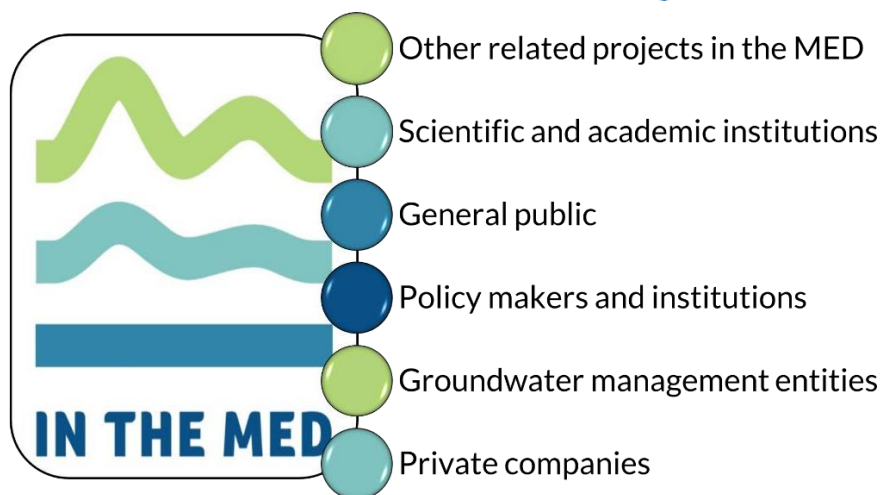 Other related projects in the MED
Scientific and academic institutions
General public
Policy makers and institutions
Groundwater management entities
Private companies
IN THE MED